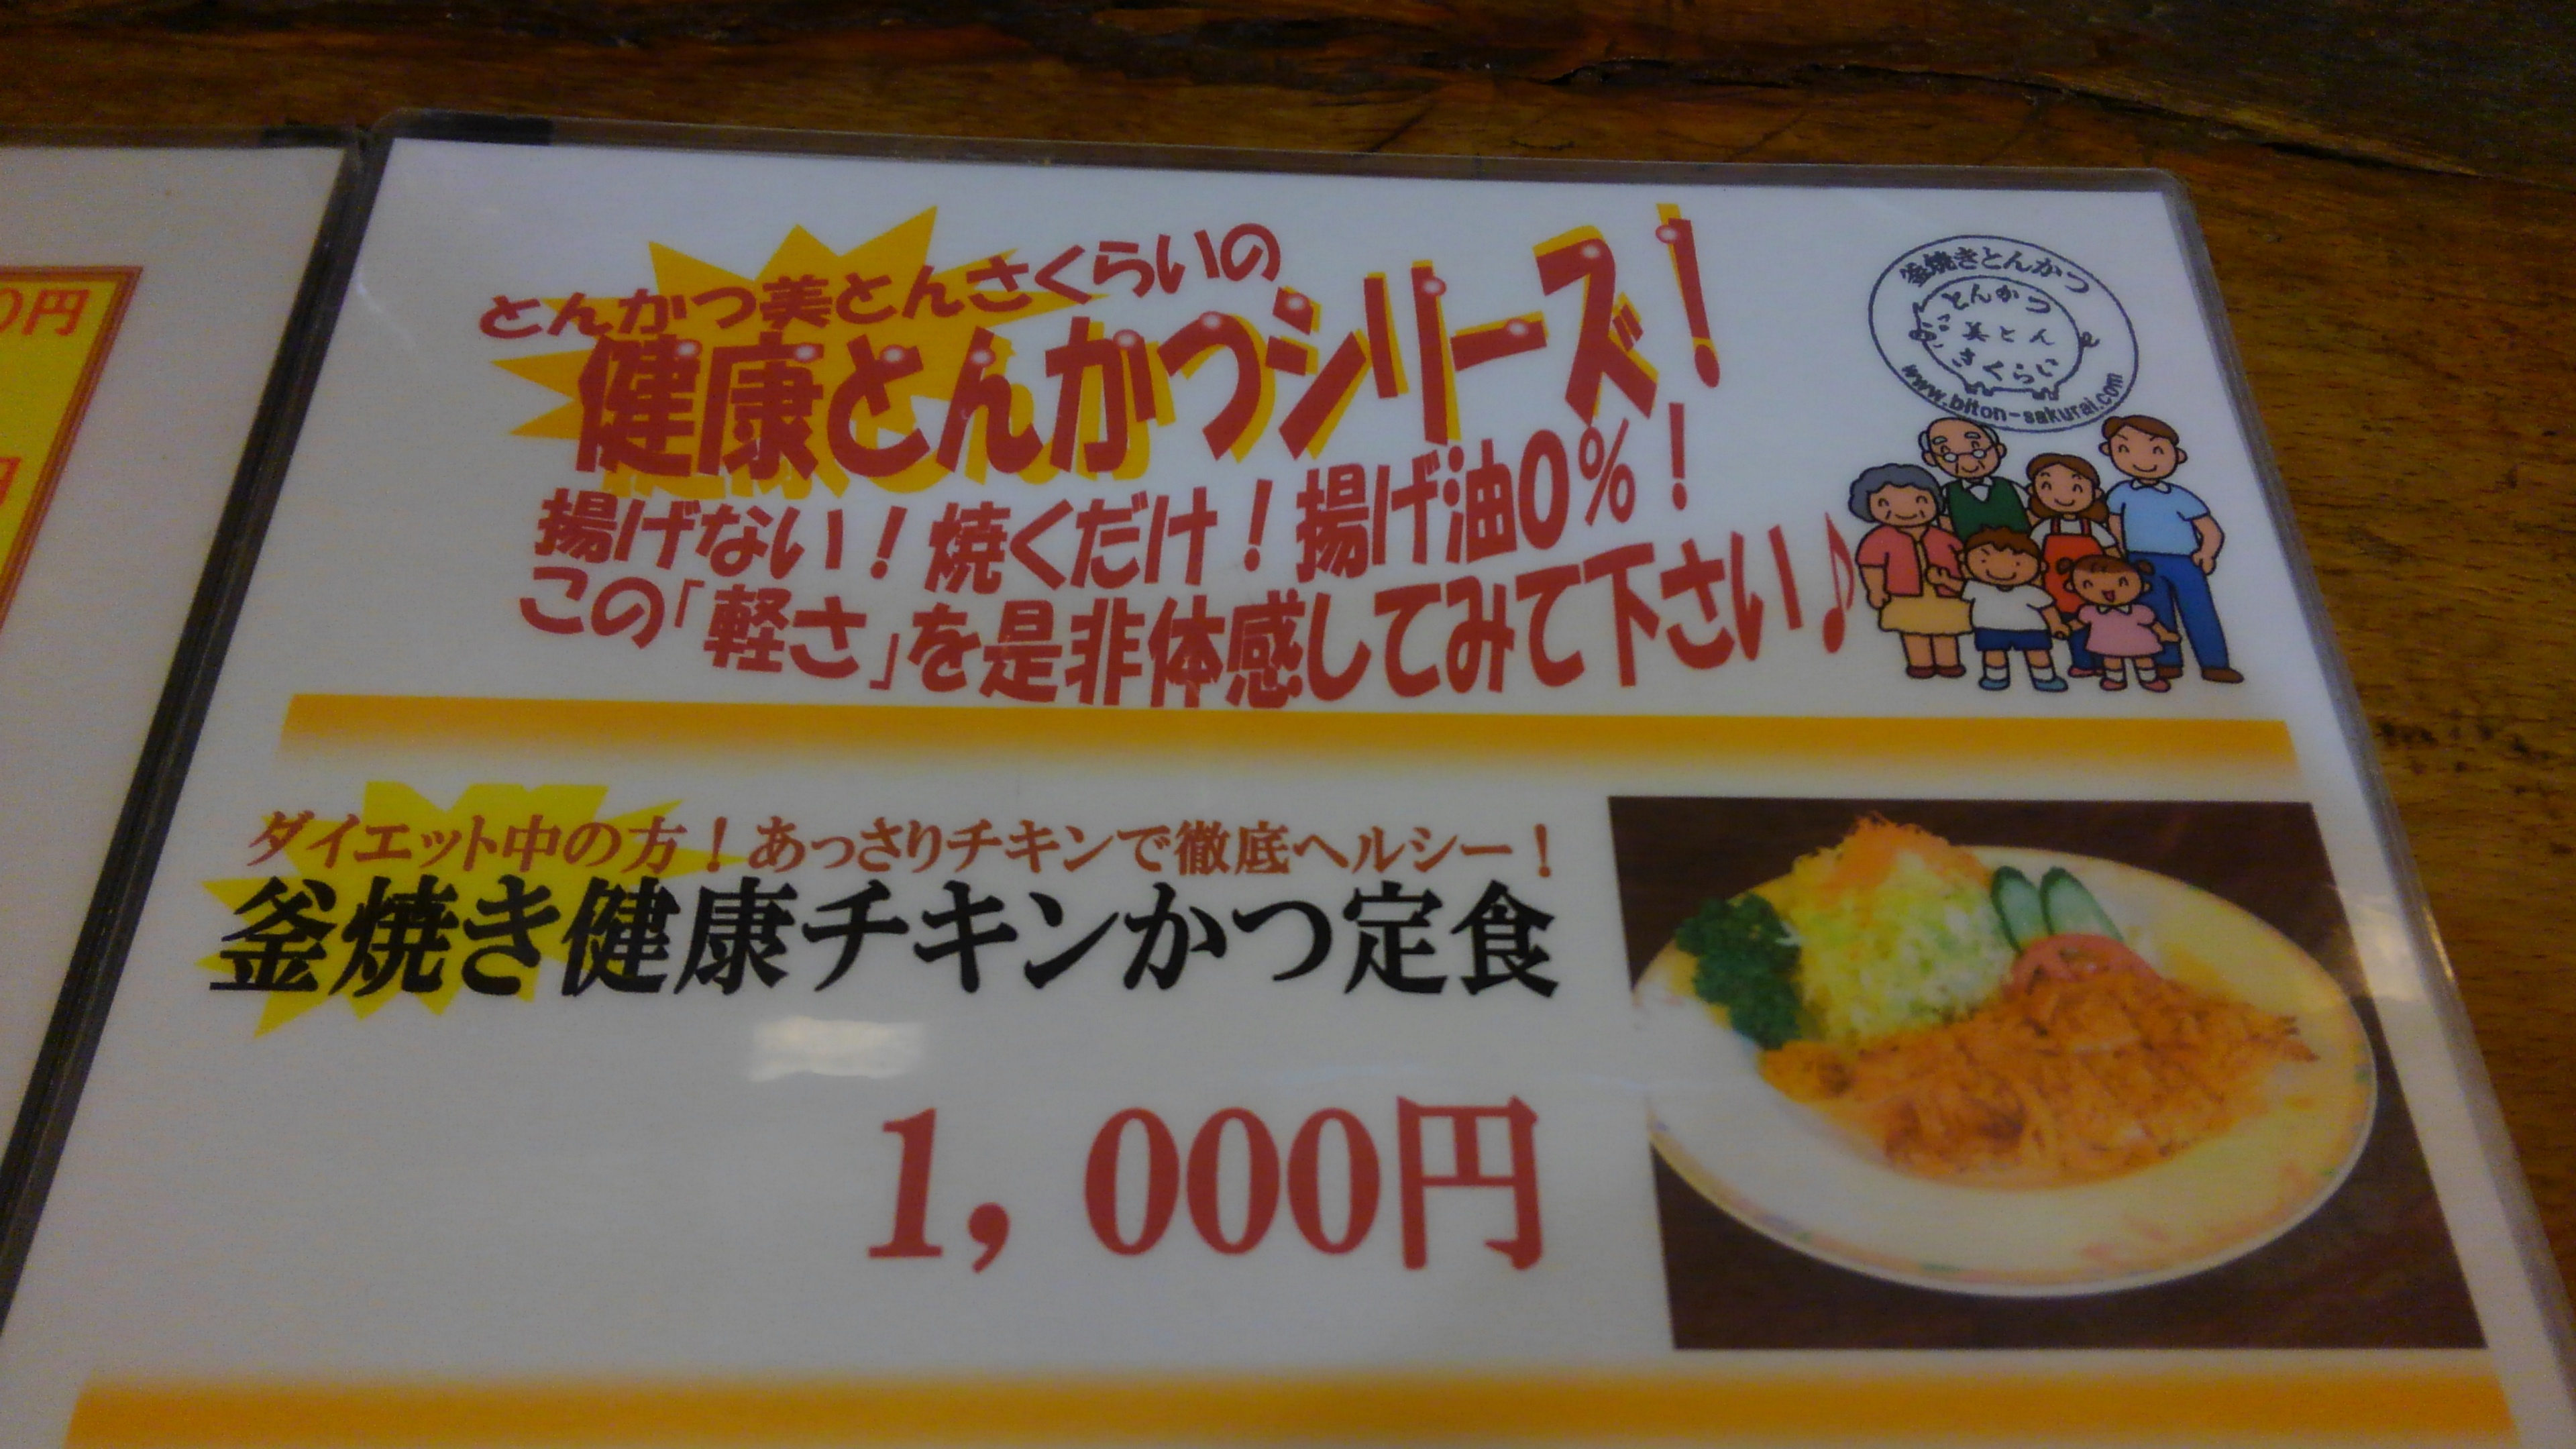 0円
円
とんかつ美とんさくらいの
健康とんかつシリーズ！
揚げない！焼くだけ！揚げ油0％！
この「軽さ」を是非体感してみて下さい♪
釜焼きとんかつ
とんかつ
美とん
さくらい
www.biton-sakurai.com
ダイエット中の方！あっさりチキンで徹底ヘルシー！
釜焼き健康チキンかつ定食
1,000円